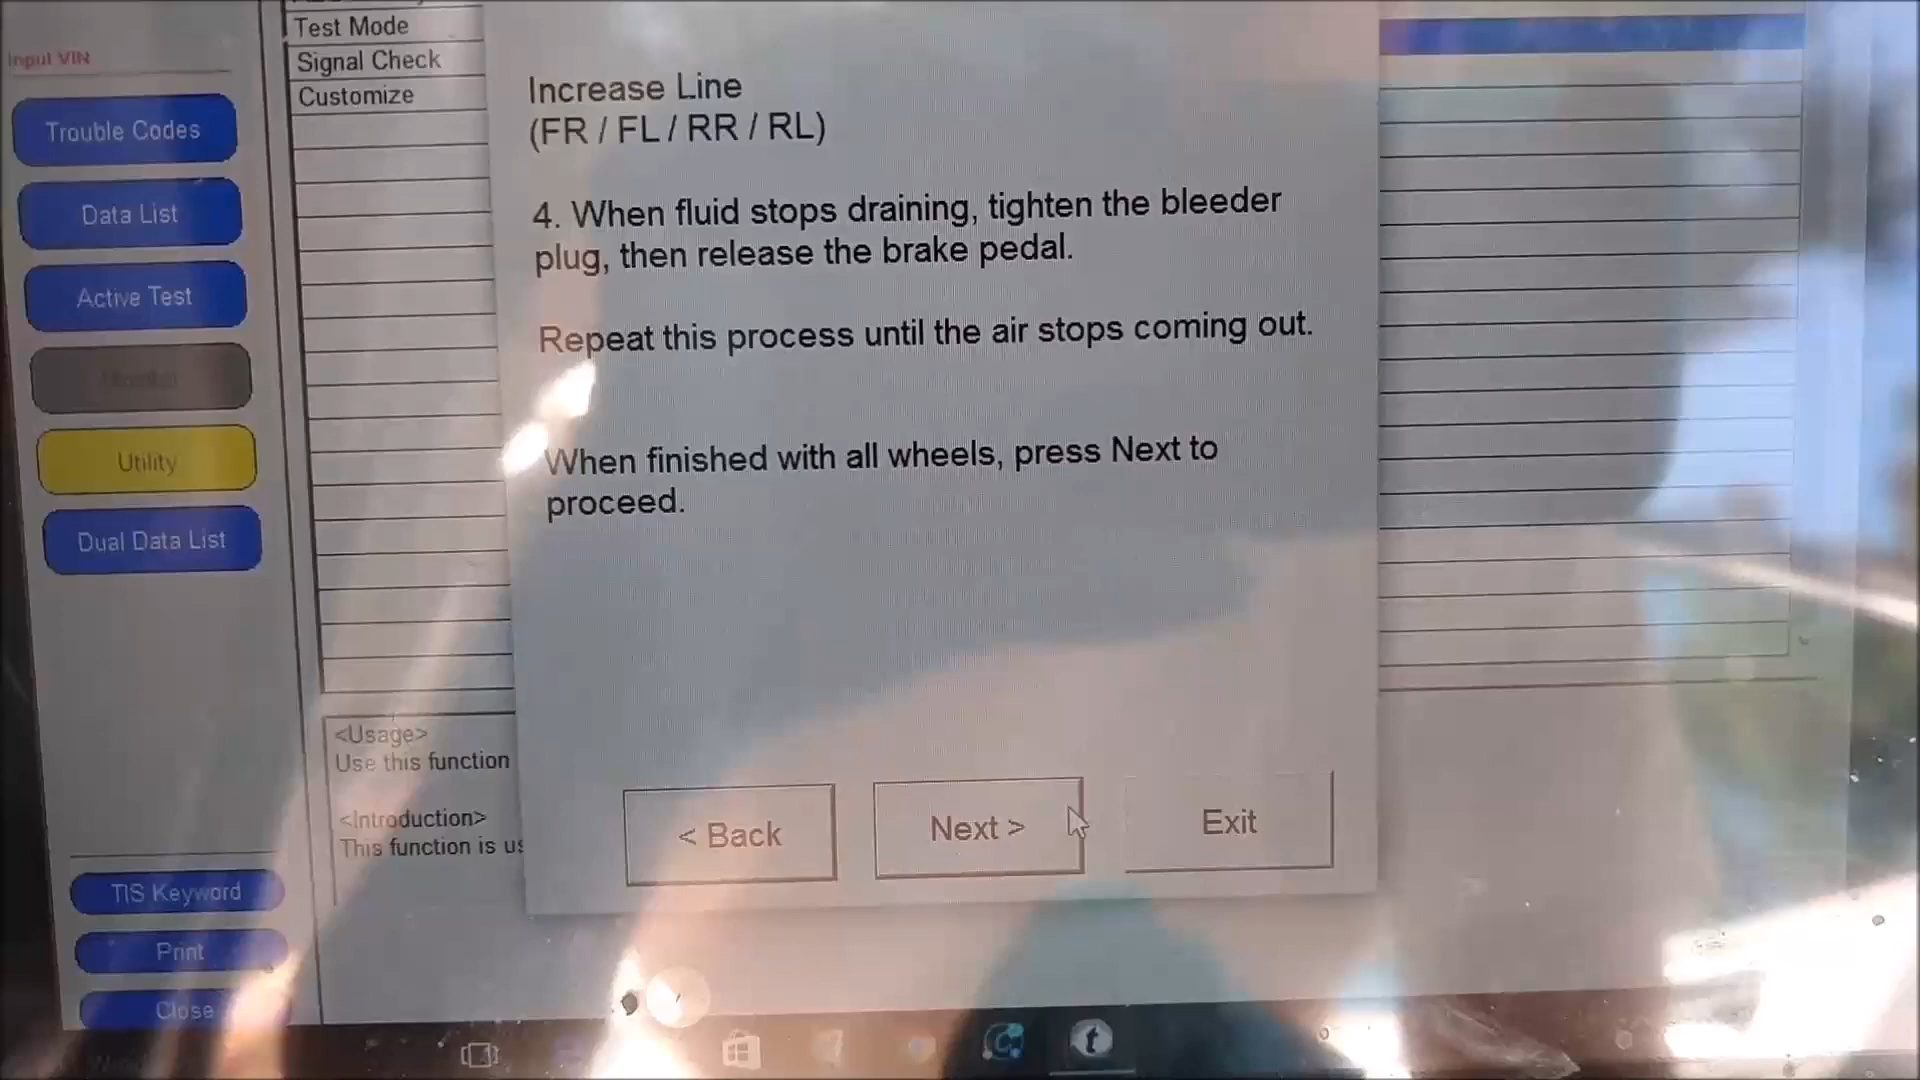 Input VIN
Trouble Codes
Data List
Active Test
Monitor
Utility
Dual Data List
TIS Keyword
Print
Close
Test Mode
Signal Check
Customize
Increase Line
(FR / FL / RR / RL)
4. When fluid stops draining, tighten the bleeder
plug, then release the brake pedal.
Repeat this process until the air stops coming out.
When finished with all wheels, press Next to
proceed.
<Usage>
Use this function
<Introduction>
This function is us
< Back
Next >
Exit